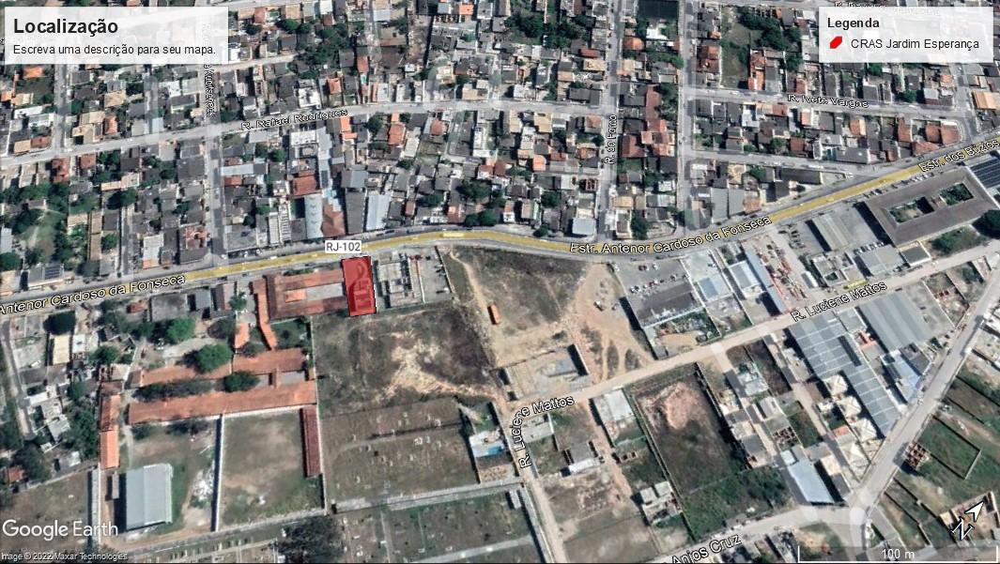 Localização
Escreva uma descrição para seu mapa.
Legenda
CRAS Jardim Esperança
R. Ivete Vargas
R. Rafael Rodrigues
R. do Fonto
Estr. dos Búzios
Estr. Antenor Cardoso da Fonseca
RJ-102
Antenor Cardoso da Fonseca
R. Luciene Mattos
R. Luciene Mattos
Anjos Cruz
100 m
Google Earth
Image © 2022 Maxar Technologies
N